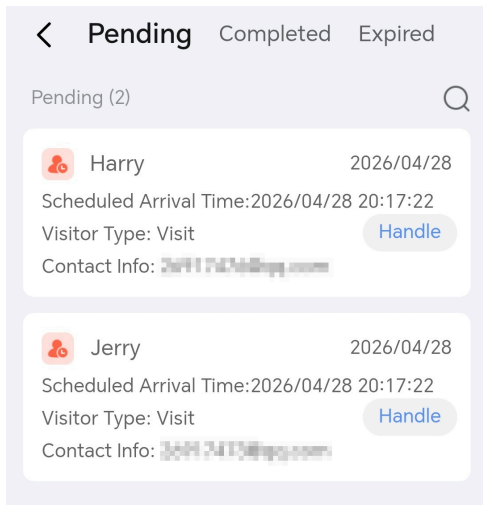 Pending Completed Expired
Pending (2)
Harry 2026/04/28
Scheduled Arrival Time:2026/04/28 20:17:22
Visitor Type: Visit Handle
Contact Info:
Jerry 2026/04/28
Scheduled Arrival Time:2026/04/28 20:17:22
Visitor Type: Visit Handle
Contact Info: